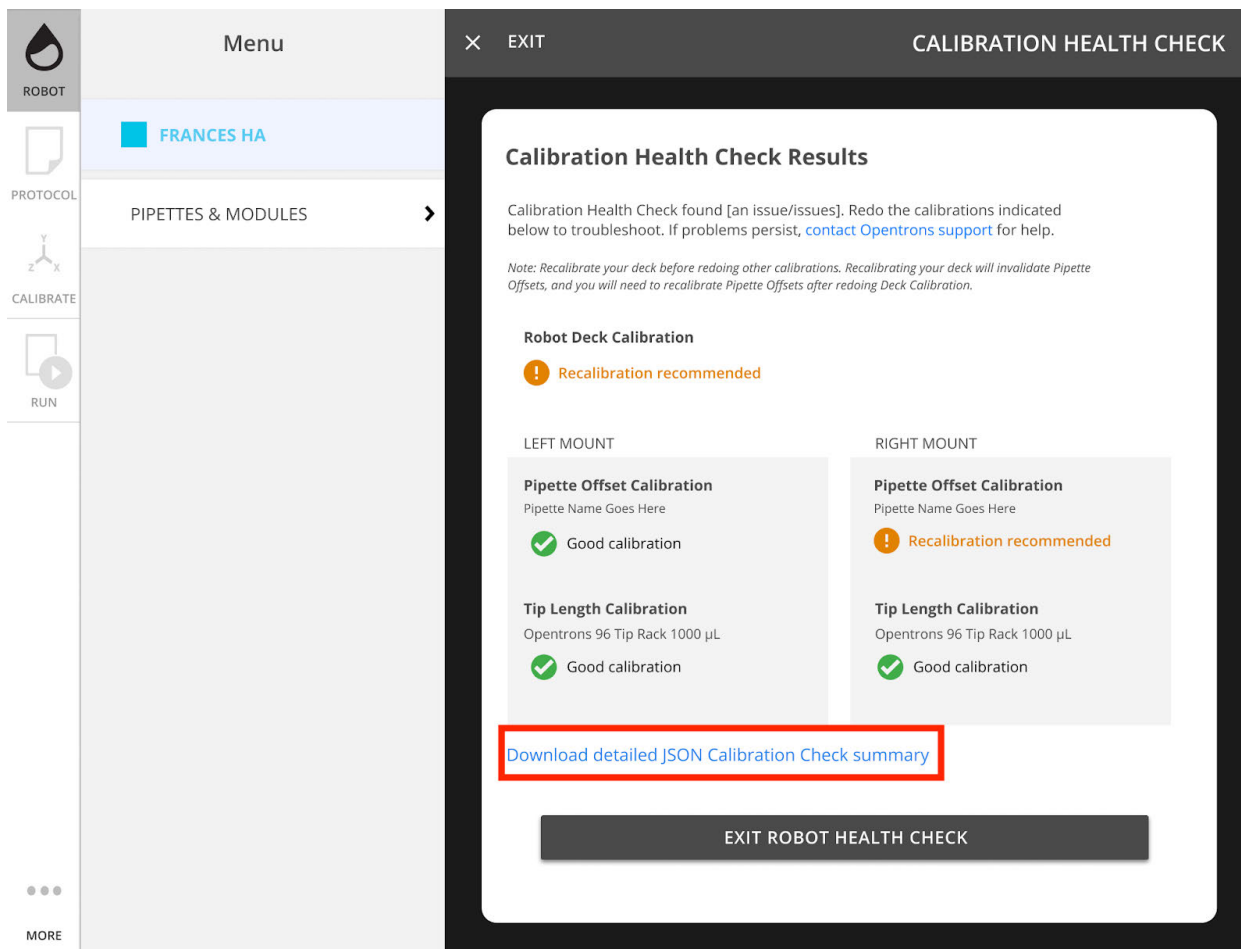 ROBOT
PROTOCOL
Y
Z X
CALIBRATE
RUN
MORE
Menu
FRANCES HA
PIPETTES & MODULES
EXIT
CALIBRATION HEALTH CHECK
Calibration Health Check Results
Calibration Health Check found [an issue/issues]. Redo the calibrations indicated
below to troubleshoot. If problems persist, contact Opentrons support for help.
Note: Recalibrate your deck before redoing other calibrations. Recalibrating your deck will invalidate Pipette
Offsets, and you will need to recalibrate Pipette Offsets after redoing Deck Calibration.
Robot Deck Calibration
Recalibration recommended
LEFT MOUNT
Pipette Offset Calibration
Pipette Name Goes Here
Good calibration
Tip Length Calibration
Opentrons 96 Tip Rack 1000 µL
Good calibration
RIGHT MOUNT
Pipette Offset Calibration
Pipette Name Goes Here
Recalibration recommended
Tip Length Calibration
Opentrons 96 Tip Rack 1000 µL
Good calibration
Download detailed JSON Calibration Check summary
EXIT ROBOT HEALTH CHECK